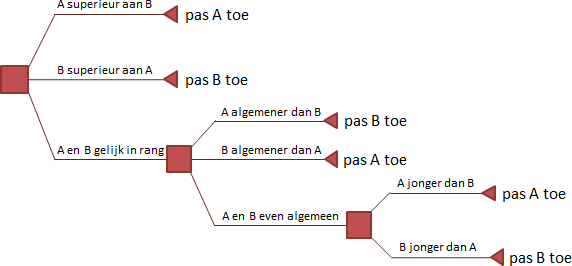 A superieur aan B
pas A toe
B superieur aan A
pas B toe
A en B gelijk in rang
A algemener dan B
pas B toe
B algemener dan A
pas A toe
A en B even algemeen
A jonger dan B
pas A toe
B jonger dan A
pas B toe